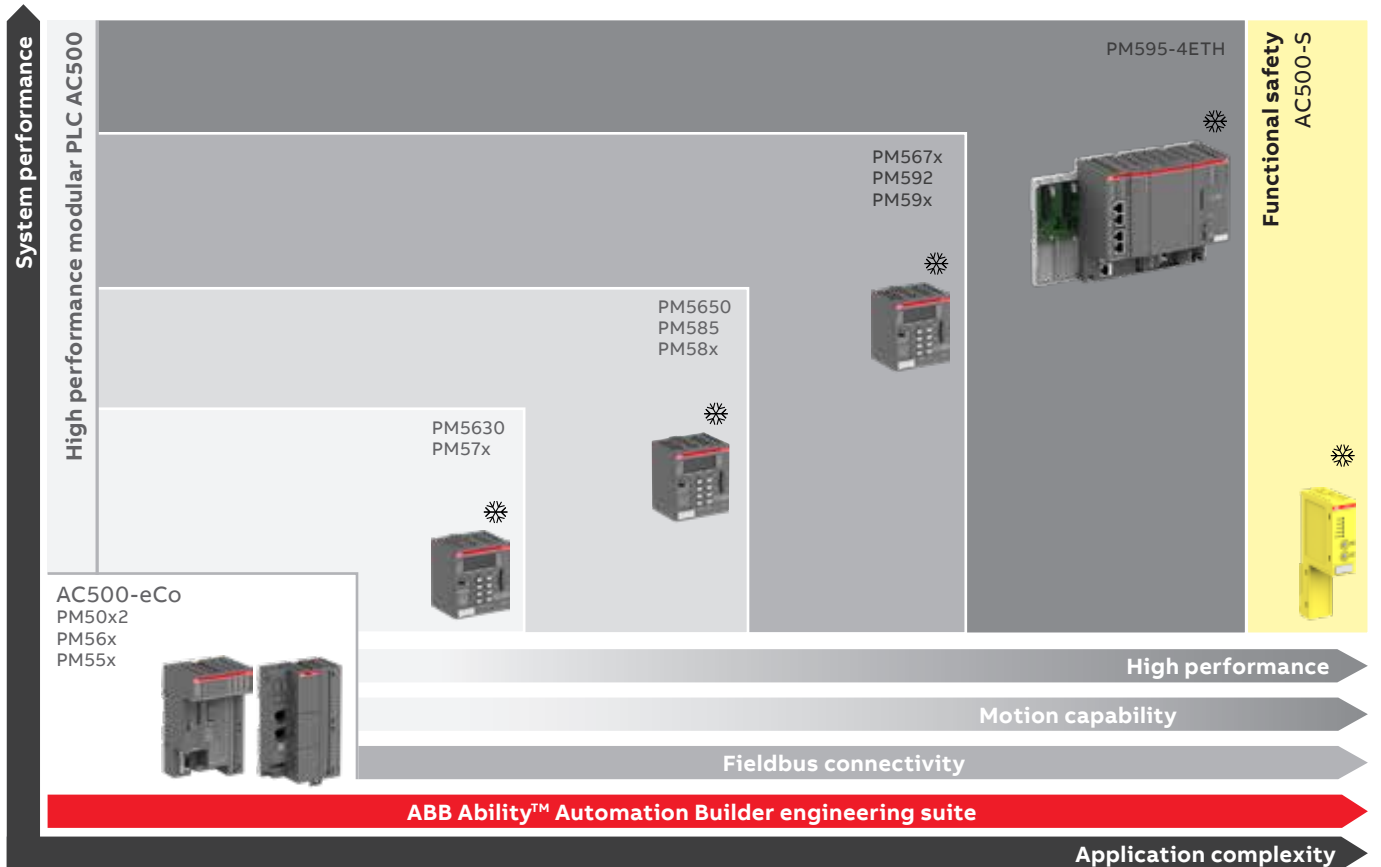 System performance
High performance modular PLC AC500
PM595-4ETH
Functional safety
AC500-S
PM567x
PM592
PM59x
PM5650
PM585
PM58x
PM5630
PM57x
AC500-eCo
PM50x2
PM56x
PM55x
High performance
Motion capability
Fieldbus connectivity
ABB Ability™ Automation Builder engineering suite
Application complexity